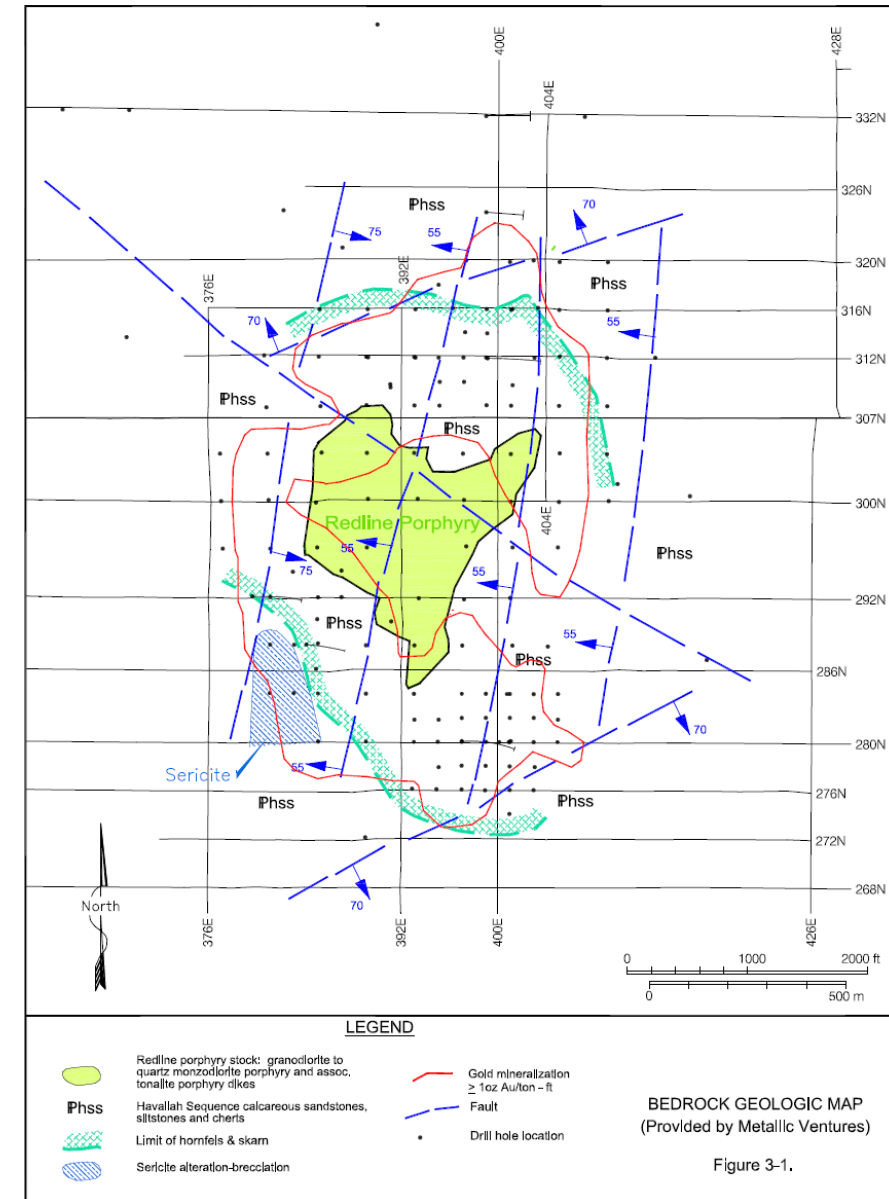 400E
428E
404E
332N
326N
Phss
70
75
55
320N
376E
392E
Phss
316N
70
55
312N
Phss
307N
Phss
300N
404E
Redline Porphyry
55
75
Phss
55
292N
Phss
55
Phss
286N
70
280N
Sericite
55
276N
Phss
Phss
272N
268N
70
North
376E
392E
400E
426E
0 1000 2000 ft
0 500 m
LEGEND
Redline porphyry stock: granodiorite to
quartz monzodiorite porphyry and assoc.
tonalite porphyry dikes
Phss Havallah Sequence calcareous sandstones,
siltstones and cherts
Limit of hornfels & skarn
Sericite alteration-brecciation
Gold mineralization
≥ 1oz Au/ton-ft
Fault
Drill hole location
BEDROCK GEOLOGIC MAP
(Provided by Metallic Ventures)
Figure 3-1.